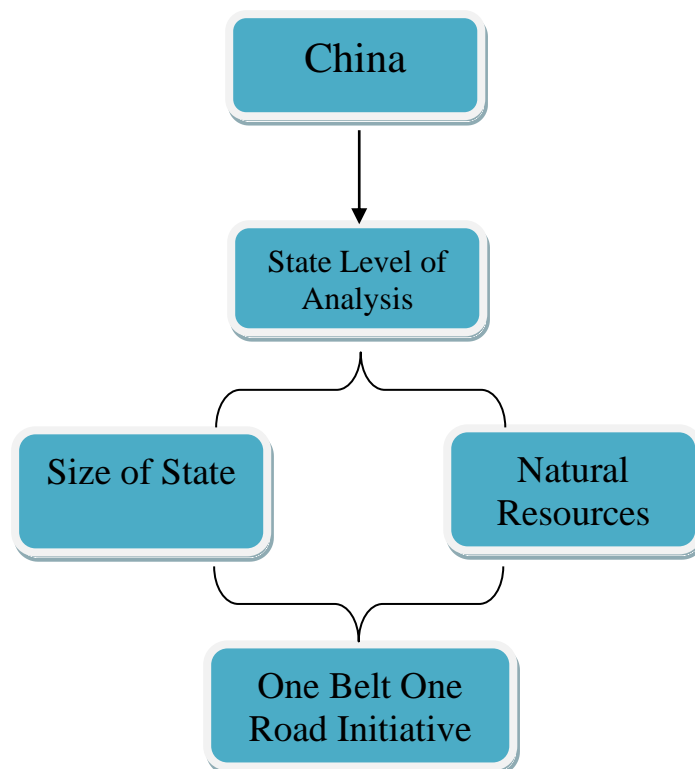 China
State Level of
Analysis
Size of State
Natural
Resources
One Belt One
Road Initiative